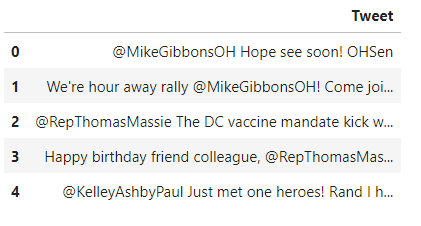 Tweet
0 @MikeGibbonsOH Hope see soon! OHSen
1 We're hour away rally @MikeGibbonsOH! Come joi...
2 @RepThomasMassie The DC vaccine mandate kick w...
3 Happy birthday friend colleague, @RepThomasMas...
4 @KelleyAshbyPaul Just met one heroes! Rand I h...